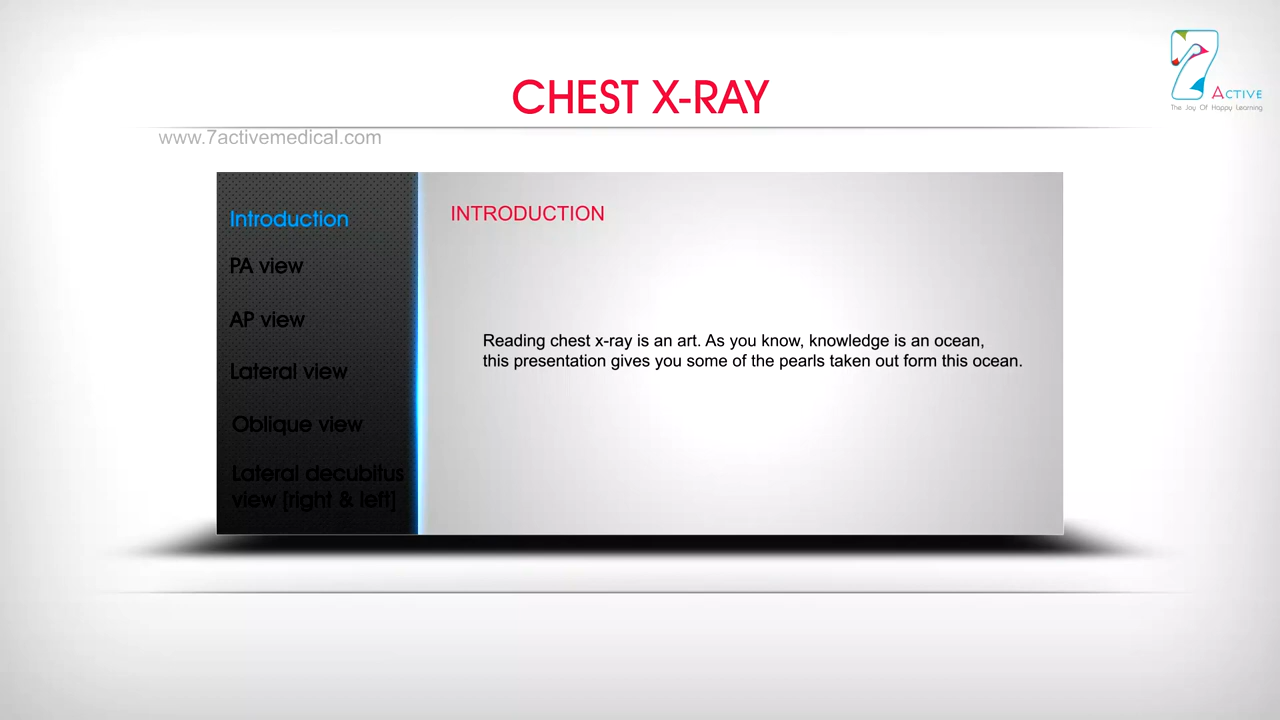 CHEST X-RAY
7 ACTIVE
The Joy Of Happy Learning
www.7activemedical.com
Introduction
PA view
AP view
Lateral view
Oblique view
Lateral decubitus
view [right & left]
INTRODUCTION
Reading chest x-ray is an art. As you know, knowledge is an ocean,
this presentation gives you some of the pearls taken out form this ocean.